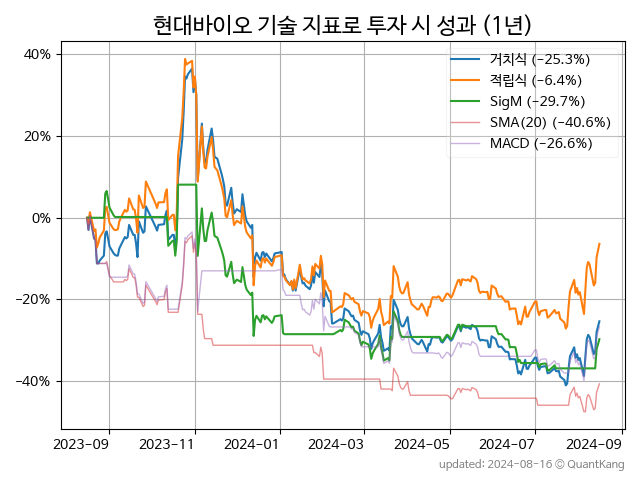 현대바이오 기술 지표로 투자 시 성과 (1년)
거치식 (−25.3%)
적립식 (−6.4%)
SigM (−29.7%)
SMA(20) (−40.6%)
MACD (−26.6%)
40%
20%
0%
−20%
−40%
2023-09 2023-11 2024-01 2024-03 2024-05 2024-07 2024-09
updated: 2024-08-16 © QuantKang